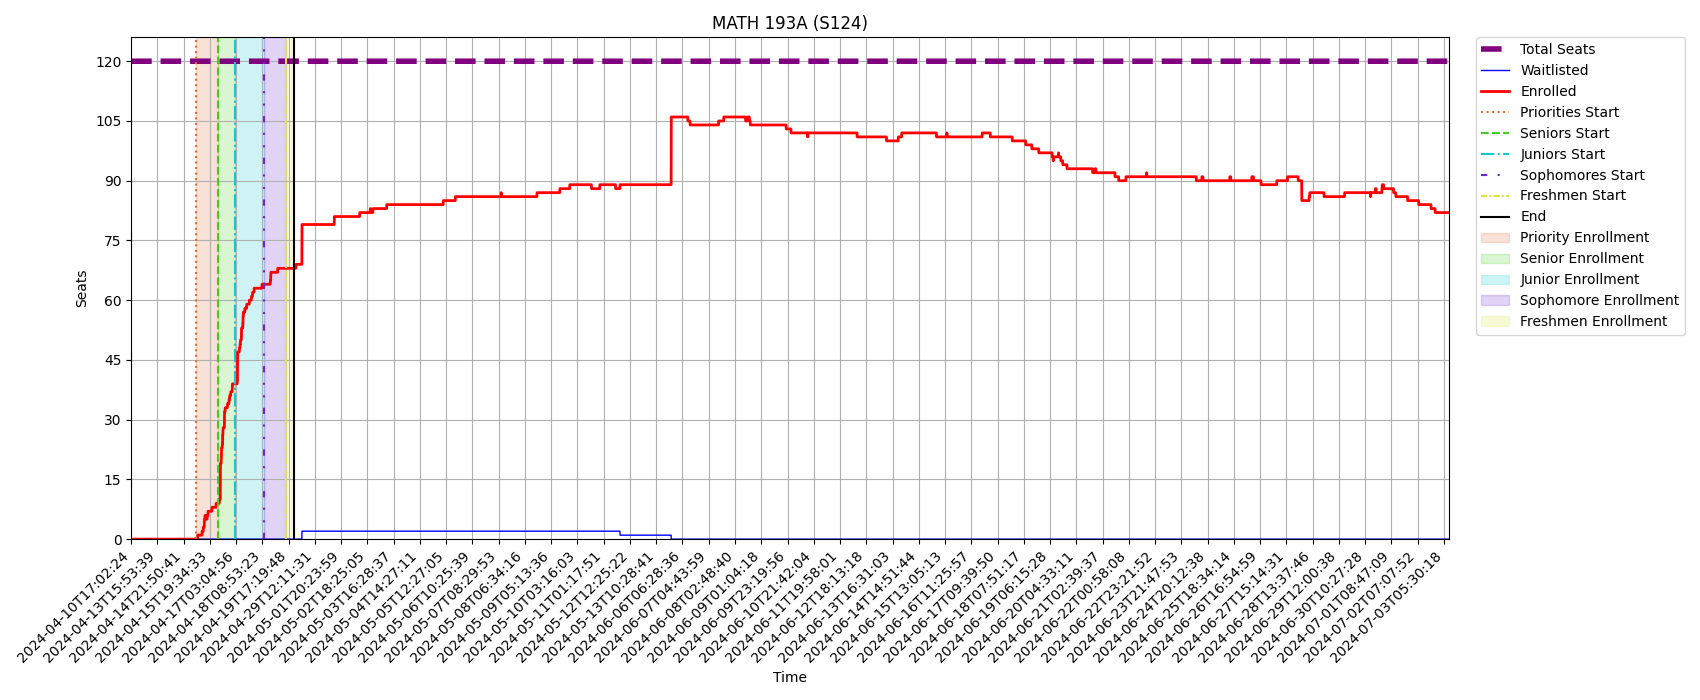 MATH 193A (S124)
Seats
120
105
90
75
60
45
30
15
0
2024-04-10T17:02:24
2024-04-13T15:53:39
2024-04-14T21:50:41
2024-04-15T19:34:33
2024-04-17T03:04:56
2024-04-18T08:53:23
2024-04-19T17:19:48
2024-04-29T12:11:31
2024-05-01T20:23:59
2024-05-02T18:25:05
2024-05-03T16:28:37
2024-05-04T14:27:11
2024-05-05T12:27:05
2024-05-06T10:25:39
2024-05-07T08:29:53
2024-05-08T06:34:16
2024-05-09T05:13:36
2024-05-10T03:16:03
2024-05-11T01:17:51
2024-05-12T12:25:22
2024-05-13T10:28:41
2024-06-06T06:28:36
2024-06-07T04:43:59
2024-06-08T02:48:40
2024-06-09T01:04:18
2024-06-09T23:19:56
2024-06-10T21:42:04
2024-06-11T19:58:01
2024-06-12T18:13:18
2024-06-13T16:31:03
2024-06-14T14:51:44
2024-06-15T13:05:13
2024-06-16T11:25:57
2024-06-17T09:39:50
2024-06-18T07:51:17
2024-06-19T06:15:28
2024-06-20T04:33:11
2024-06-21T02:39:37
2024-06-22T00:58:09
2024-06-22T23:21:52
2024-06-23T21:47:53
2024-06-24T20:12:38
2024-06-25T18:34:14
2024-06-26T16:54:59
2024-06-27T15:14:31
2024-06-28T13:37:46
2024-06-29T12:00:39
2024-06-30T10:27:28
2024-07-01T08:47:09
2024-07-02T07:07:52
2024-07-03T05:30:18
Time
Total Seats
Waitlisted
Enrolled
Priorities Start
Seniors Start
Juniors Start
Sophomores Start
Freshmen Start
End
Priority Enrollment
Senior Enrollment
Junior Enrollment
Sophomore Enrollment
Freshmen Enrollment